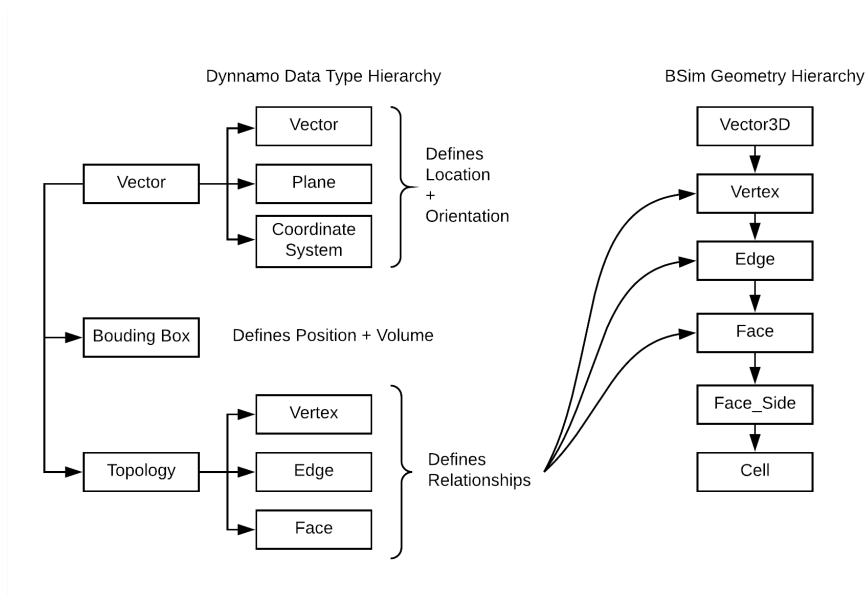 Dynnamo Data Type Hierarchy
Vector
Vector
Plane
Coordinate
System
Defines
Location
+
Orientation
Bouding Box
Defines Position + Volume
Topology
Vertex
Edge
Face
Defines
Relationships
BSim Geometry Hierarchy
Vector3D
Vertex
Edge
Face
Face_Side
Cell